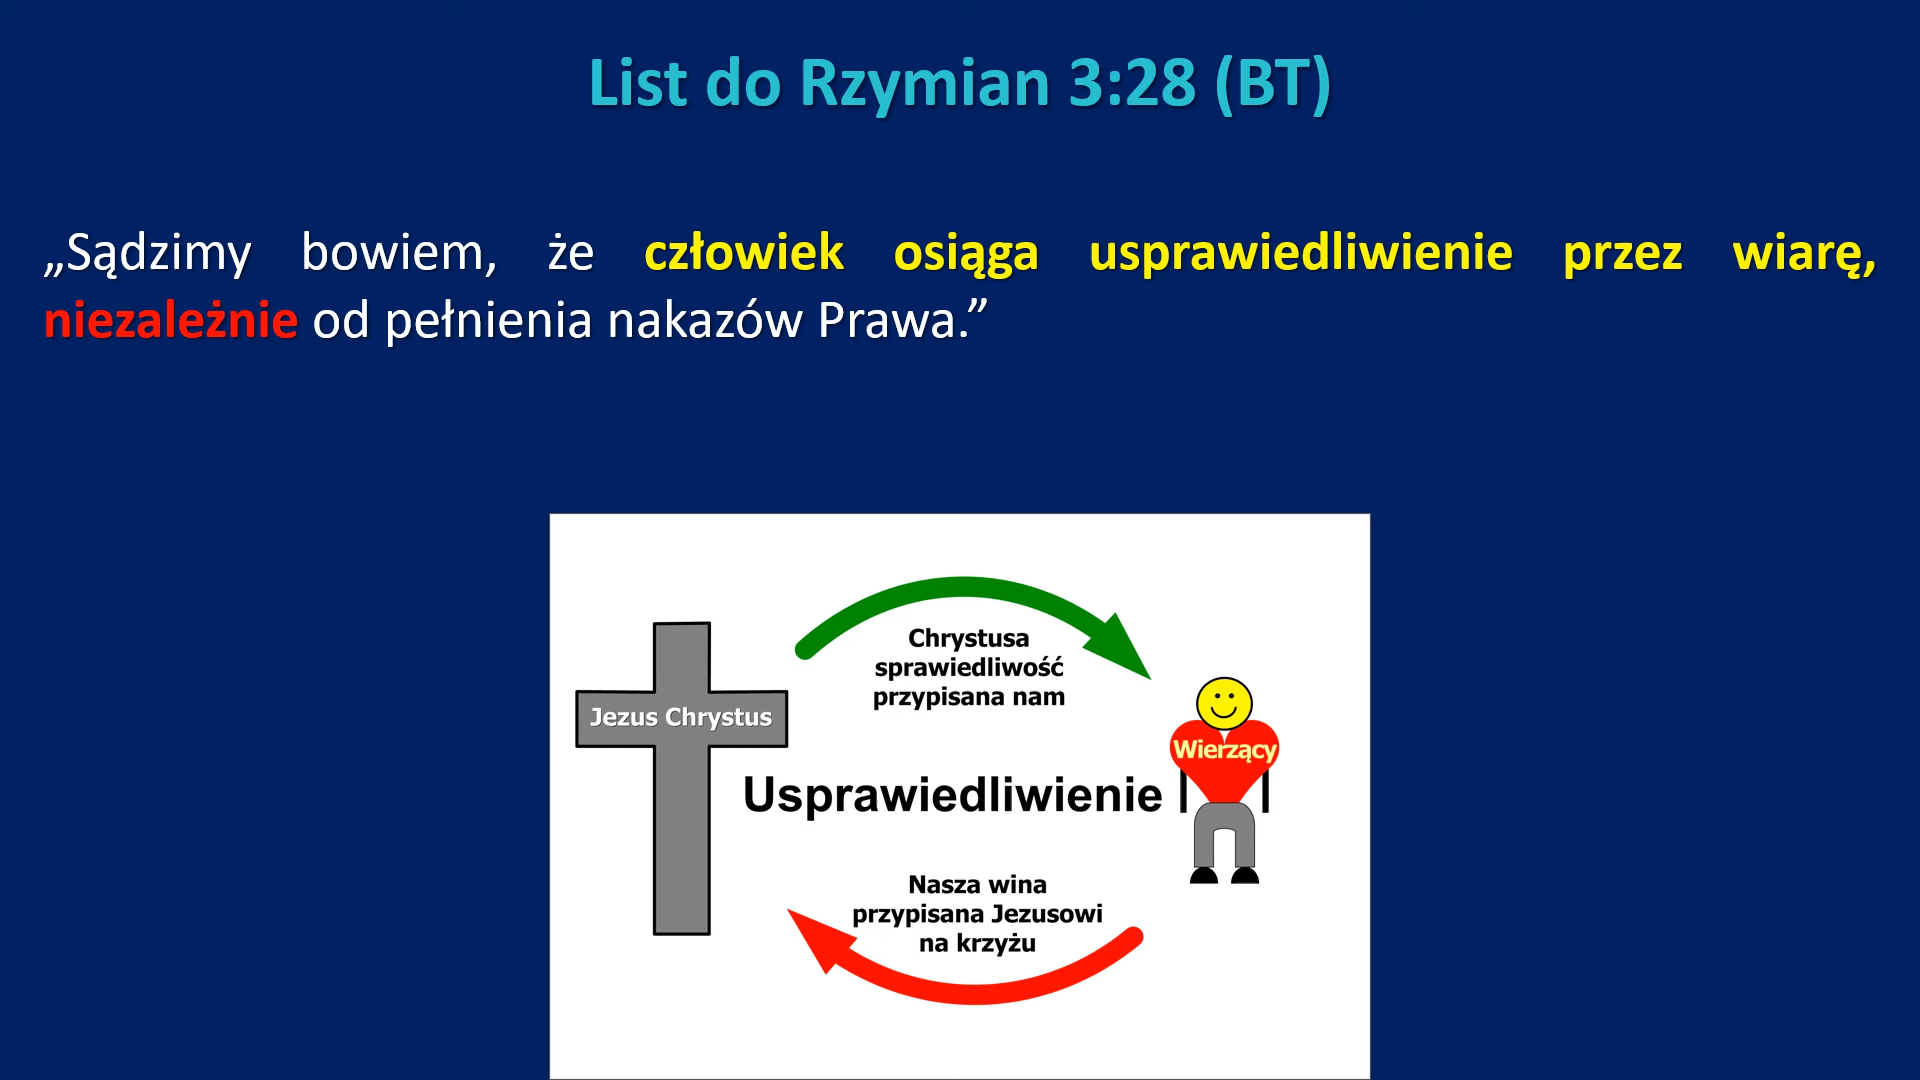 List do Rzymian 3:28 (BT)
„Sądzimy bowiem, że człowiek osiąga usprawiedliwienie przez wiarę,
niezależnie od pełnienia nakazów Prawa.”
Chrystusa
sprawiedliwość
przypisana nam
Jezus Chrystus
Wierzący
Usprawiedliwienie
Nasza wina
przypisana Jezusowi
na krzyżu